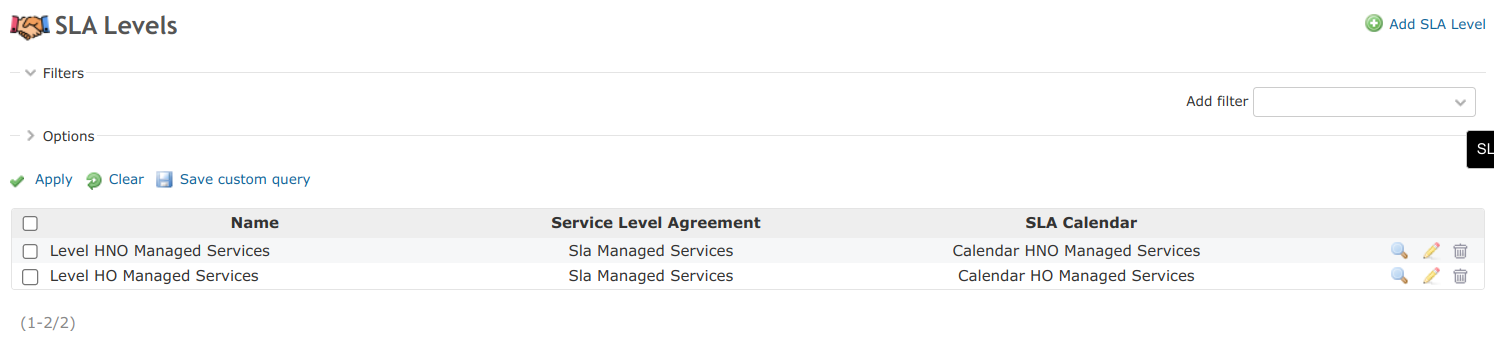 SLA Levels
Add SLA Level
Filters
Add filter
Options
SL
Apply Clear Save custom query
Name Service Level Agreement SLA Calendar
Level HNO Managed Services Sla Managed Services Calendar HNO Managed Services
Level HO Managed Services Sla Managed Services Calendar HO Managed Services
(1-2/2)